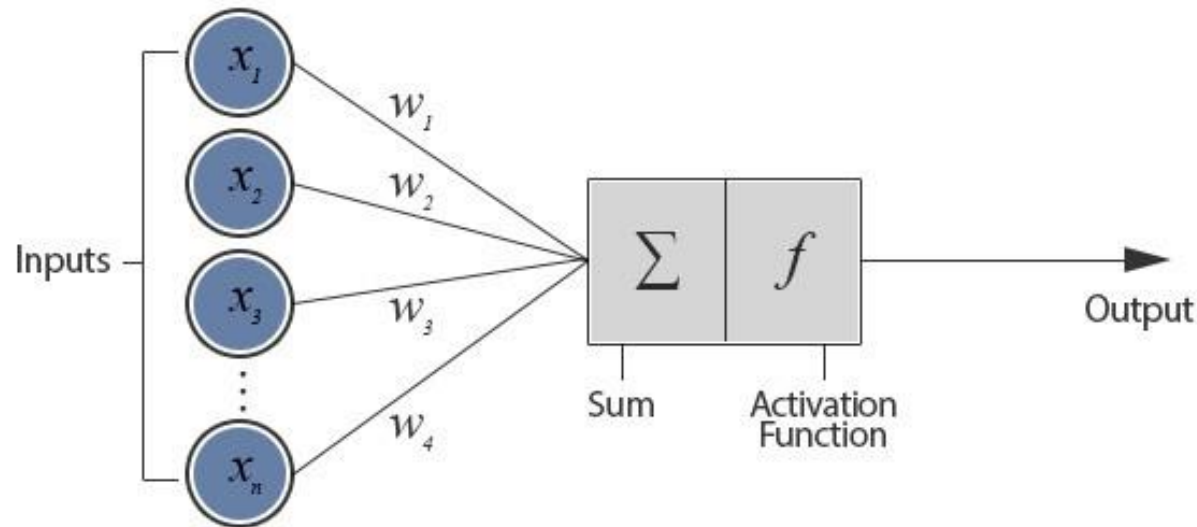 x₁
w₁
x₂
w₂
Inputs
x₃
w₃
xₙ
w₄
∑
f
Output
Sum
Activation
Function